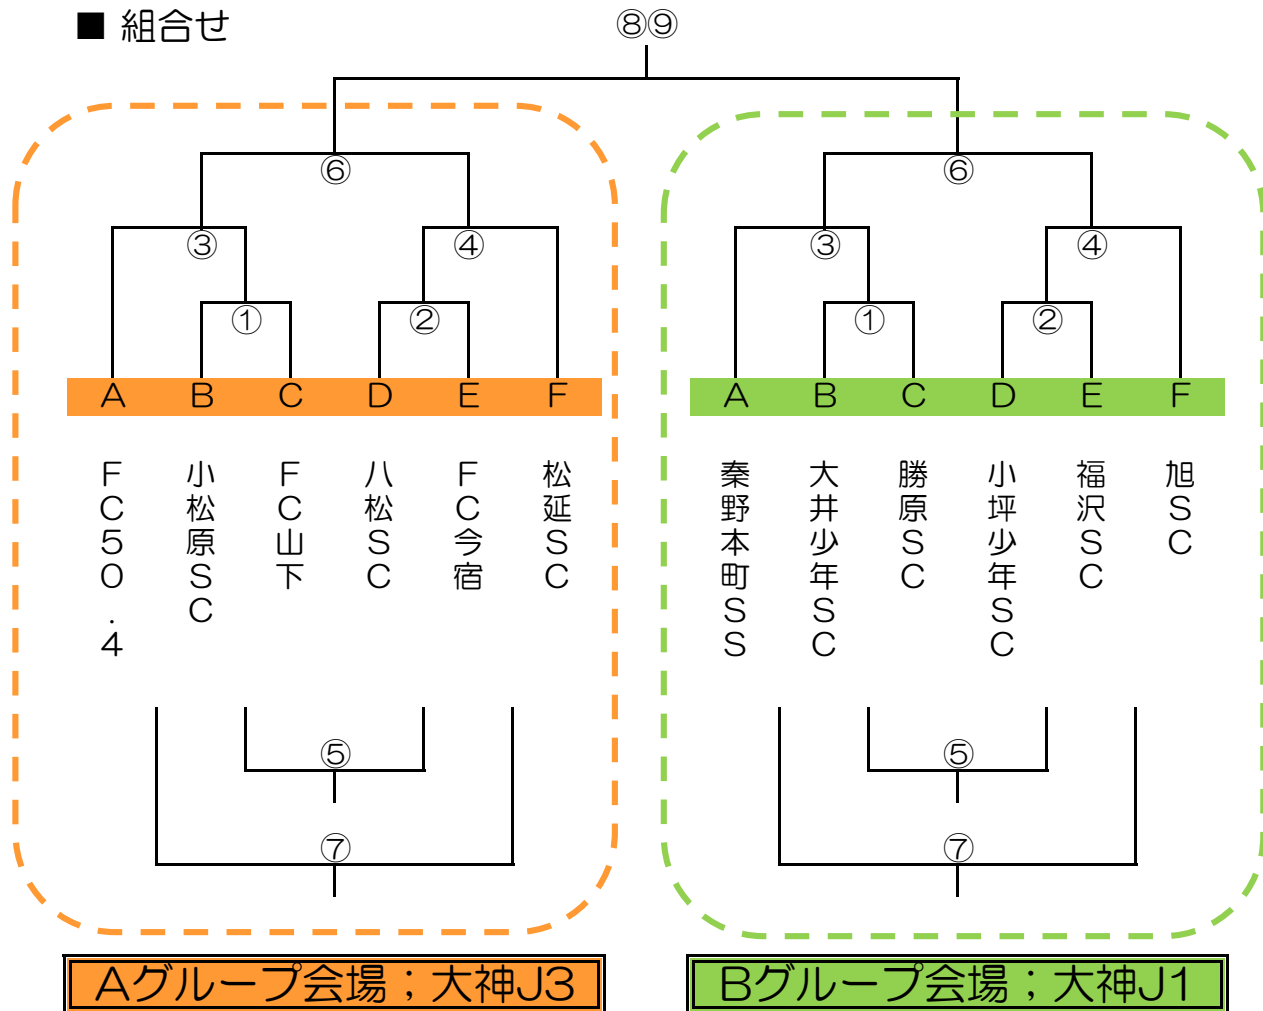 ■ 組合せ
⑧⑨
⑥
⑥
③
④
③
④
①
②
①
②
A B C D E F
A B C D E F
FC50.4
小松原SC
FC山下
八松SC
FC今宿
松延SC
秦野本町SS
大井少年SC
勝原SC
小坪少年SC
福沢SC
旭SC
⑤
⑤
⑦
⑦
Aグループ会場；大神J3
Bグループ会場；大神J1